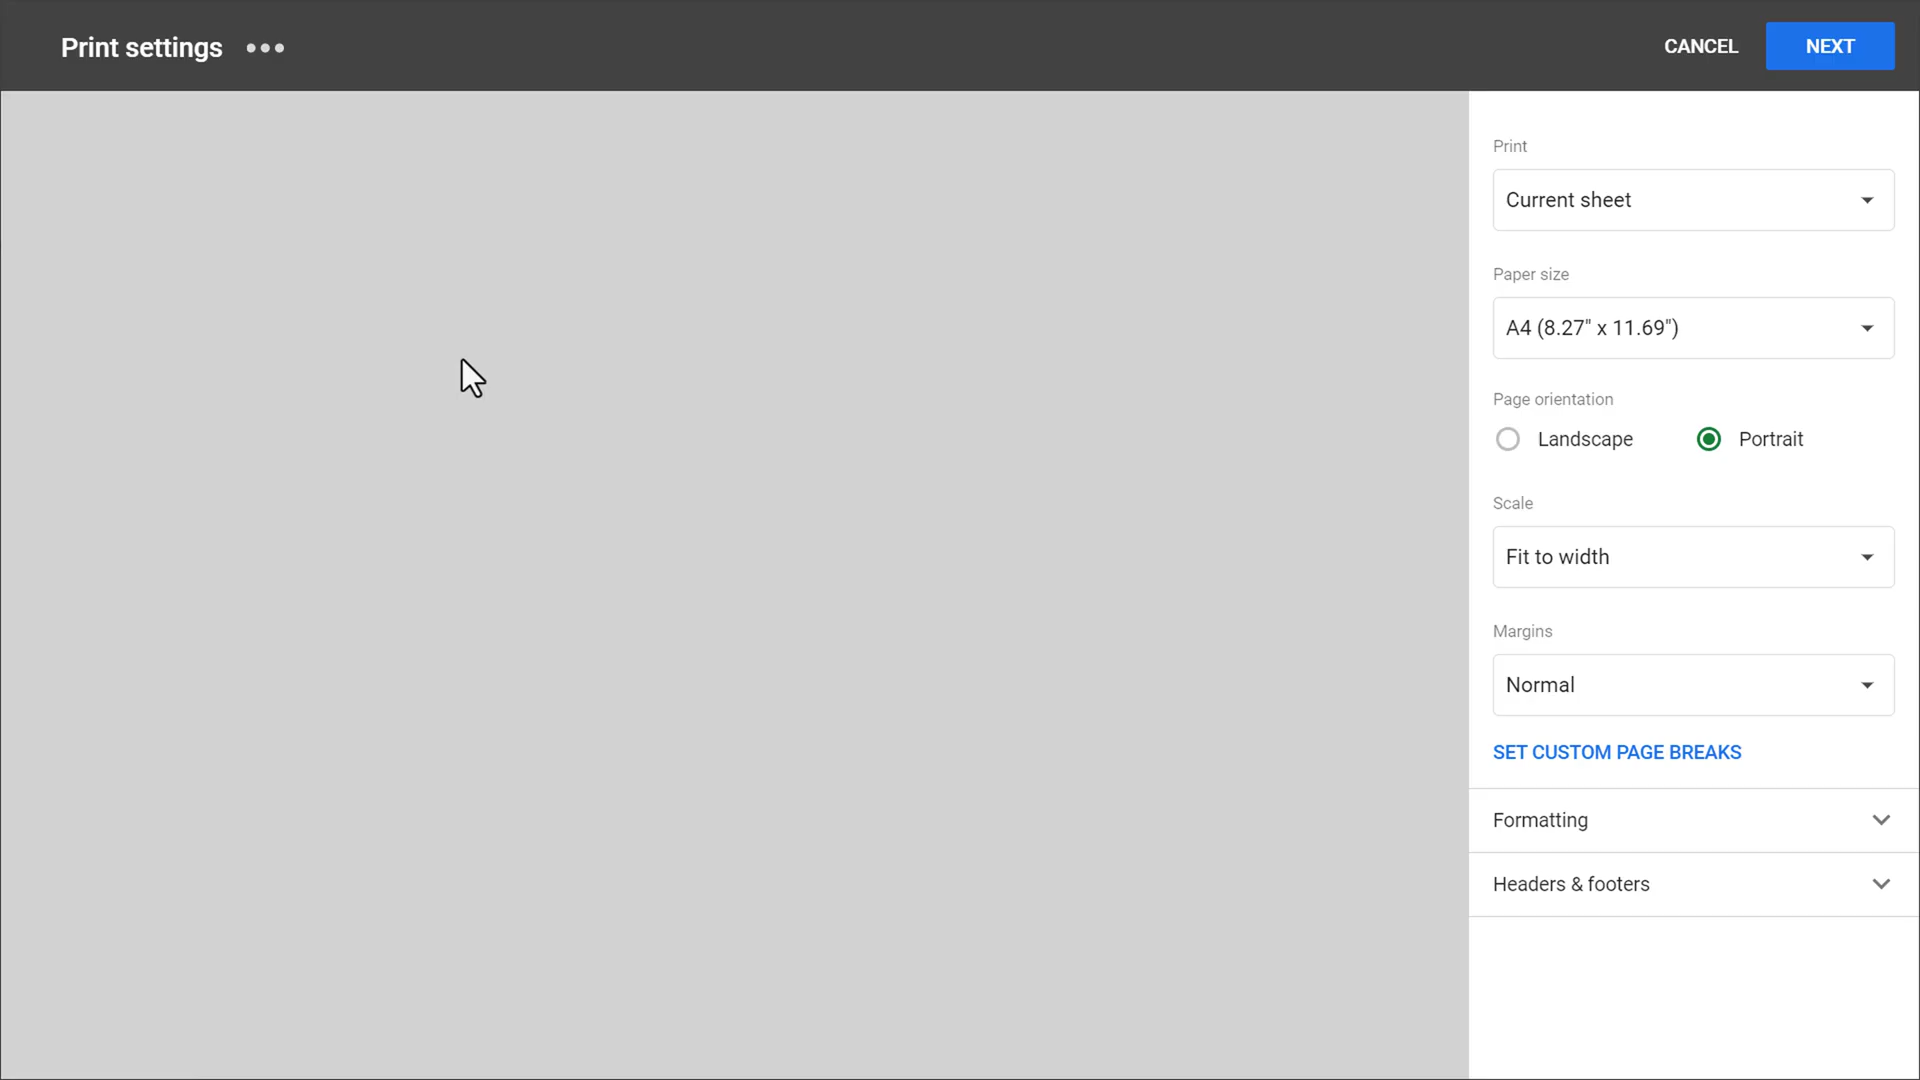 Print settings
CANCEL
NEXT
Print
Current sheet
Paper size
A4 (8.27" x 11.69")
Page orientation
Landscape
Portrait
Scale
Fit to width
Margins
Normal
SET CUSTOM PAGE BREAKS
Formatting
Headers & footers